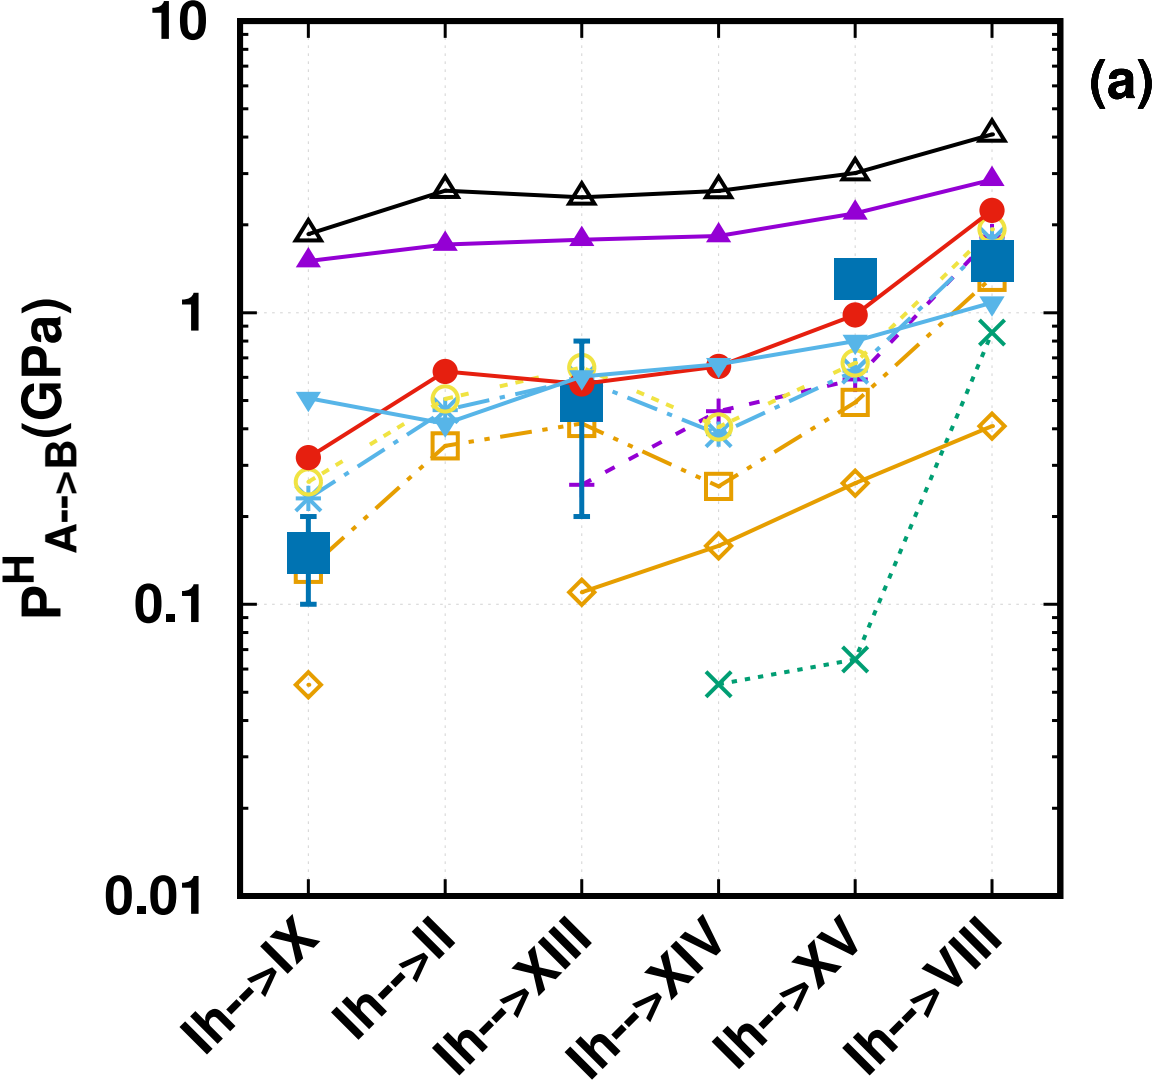 10
(a)
1
0.1
0.01
P^H_{A-->B}(GPa)
Ih-->IX
Ih-->II
Ih-->XIII
Ih-->XIV
Ih-->XV
Ih-->VIII